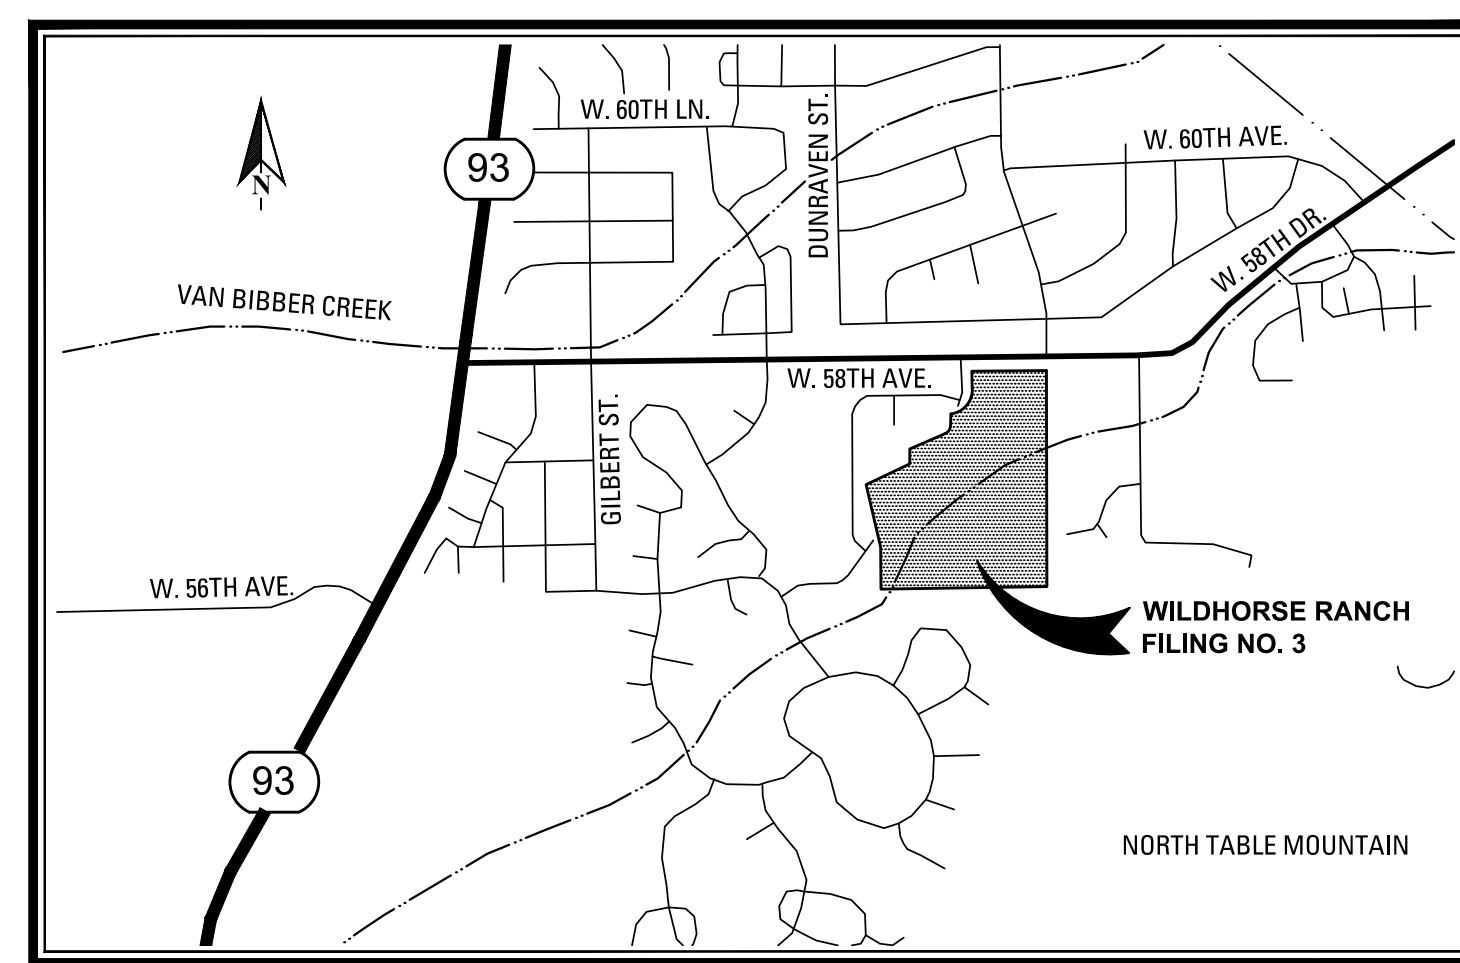 W. 60TH LN.
DUNRAVEN ST.
W. 60TH AVE.
93
N
W. 58TH DR.
VAN BIBBER CREEK
W. 58TH AVE.
GILBERT ST.
W. 56TH AVE.
WILDHORSE RANCH
FILING NO. 3
93
NORTH TABLE MOUNTAIN